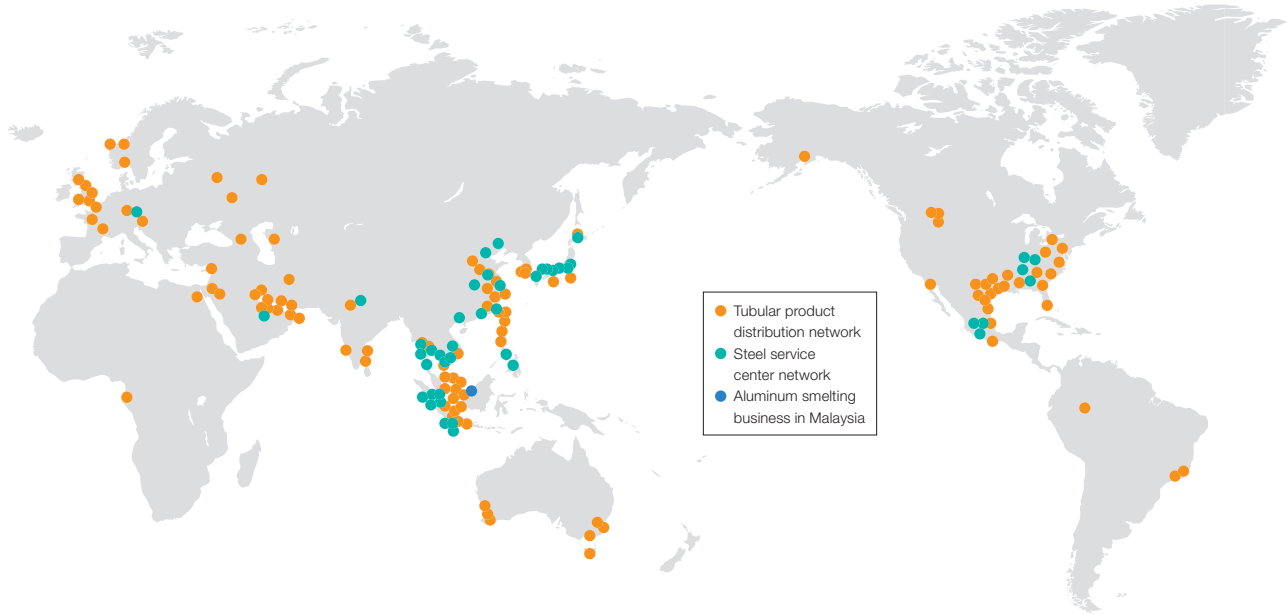 Tubular product
distribution network
Steel service
center network
Aluminum smelting
business in Malaysia